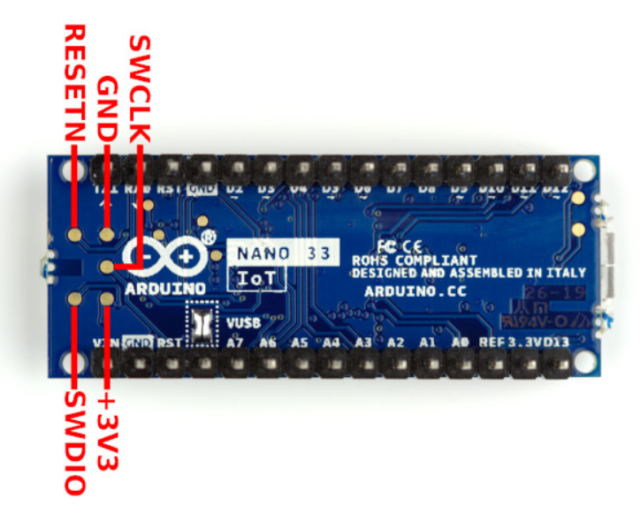 RESETN
GND
SWCLK
TX1 RX0 RST GND D2 D3 D4 D5 D6 D7 D8 D9 D10 D11 D12
®
NANO 33
IoT
ARDUINO
FC CE
ROHS COMPLIANT
DESIGNED AND ASSEMBLED IN ITALY
ARDUINO.CC
26-19
94V-0
VUSB
VIN GND RST A7 A6 A5 A4 A3 A2 A1 A0 REF 3.3V D13
SWDIO
+3V3